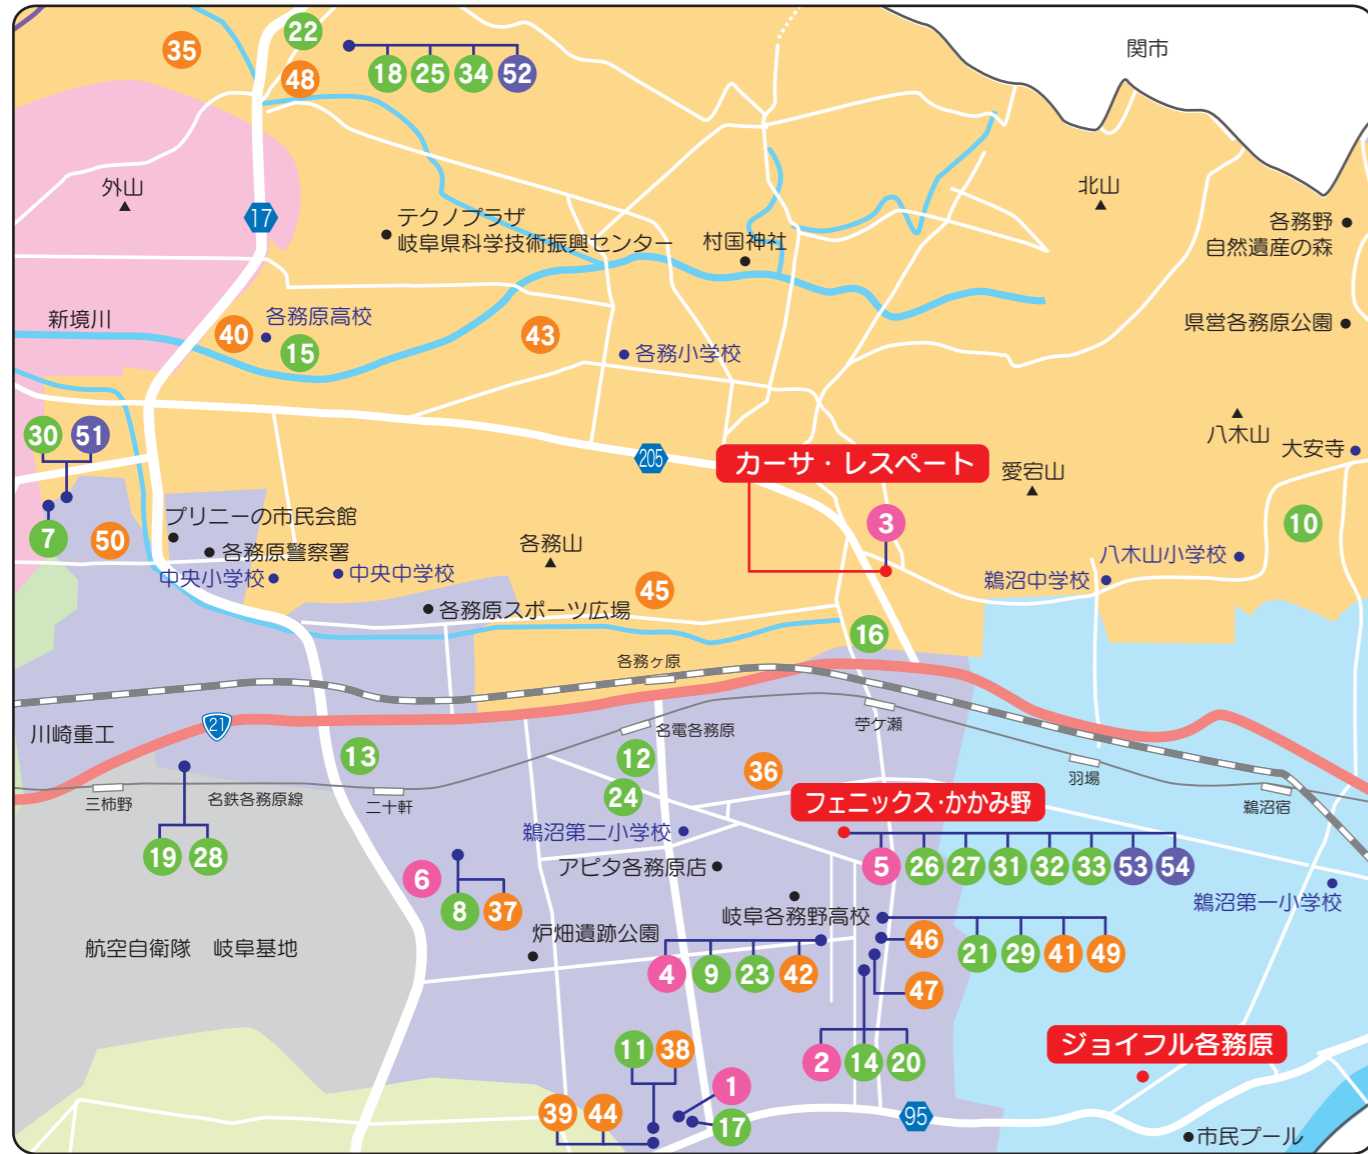 22
35
18
25
34
52
48
関市
外山
北山
17
テクノプラザ
岐阜県科学技術振興センター
村国神社
各務野
自然遺産の森
新境川
40
各務原高校
15
43
各務小学校
県営各務原公園
30
51
205
カーサ・レスペート
愛宕山
八木山
大安寺
7
50
プリニーの市民会館
各務原警察署
中央小学校
中央中学校
各務山
3
10
八木山小学校
鵜沼中学校
45
各務原スポーツ広場
16
各務ヶ原
川崎重工
21
13
名電各務原
苧ケ瀬
12
36
羽場
三柿野
名鉄各務原線
二十軒
24
フェニックス・かかみ野
鵜沼宿
鵜沼第二小学校
19
28
アピタ各務原店
5
26
27
31
32
33
53
54
6
8
37
岐阜各務野高校
鵜沼第一小学校
航空自衛隊 岐阜基地
炉畑遺跡公園
46
4
9
23
42
21
29
41
49
47
11
38
2
14
20
ジョイフル各務原
1
39
44
17
95
市民プール